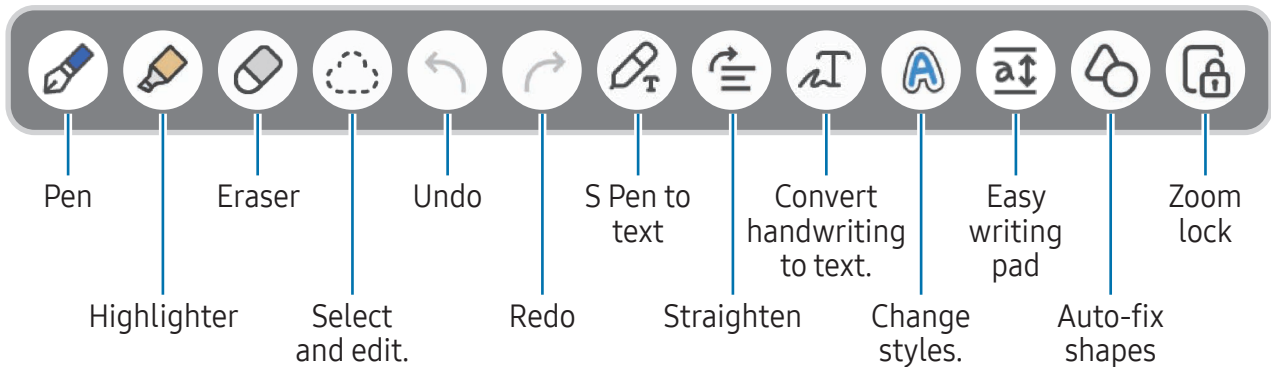 T
T
A
a
Pen
Eraser
Undo
S Pen to
text
Convert
handwriting
to text.
Easy
writing
pad
Zoom
lock
Highlighter
Select
and edit.
Redo
Straighten
Change
styles.
Auto-fix
shapes